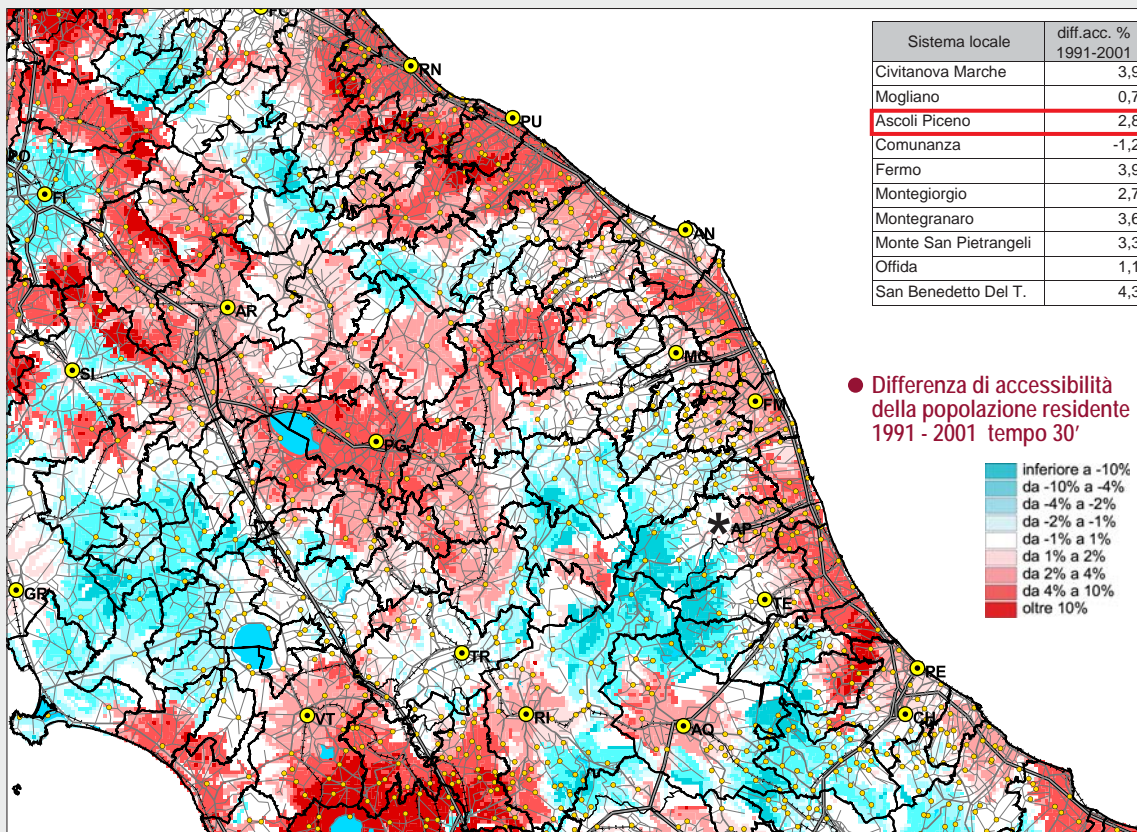 Sistema locale diff.acc. % 1991-2001
Civitanova Marche 3,9
Mogliano 0,7
Ascoli Piceno 2,8
Comunanza -1,2
Fermo 3,9
Montegiorgio 2,7
Montegranaro 3,6
Monte San Pietrangeli 3,3
Offida 1,1
San Benedetto Del T. 4,3
Differenza di accessibilità
della popolazione residente
1991 - 2001 tempo 30'
inferiore a -10%
da -10% a -4%
da -4% a -2%
da -2% a -1%
da -1% a 1%
da 1% a 2%
da 2% a 4%
da 4% a 10%
oltre 10%
RN
PU
PO
FI
AN
AR
MC
SI
FM
PG
* AP
GR
TE
TR
PE
VT
RI
AQ
CH